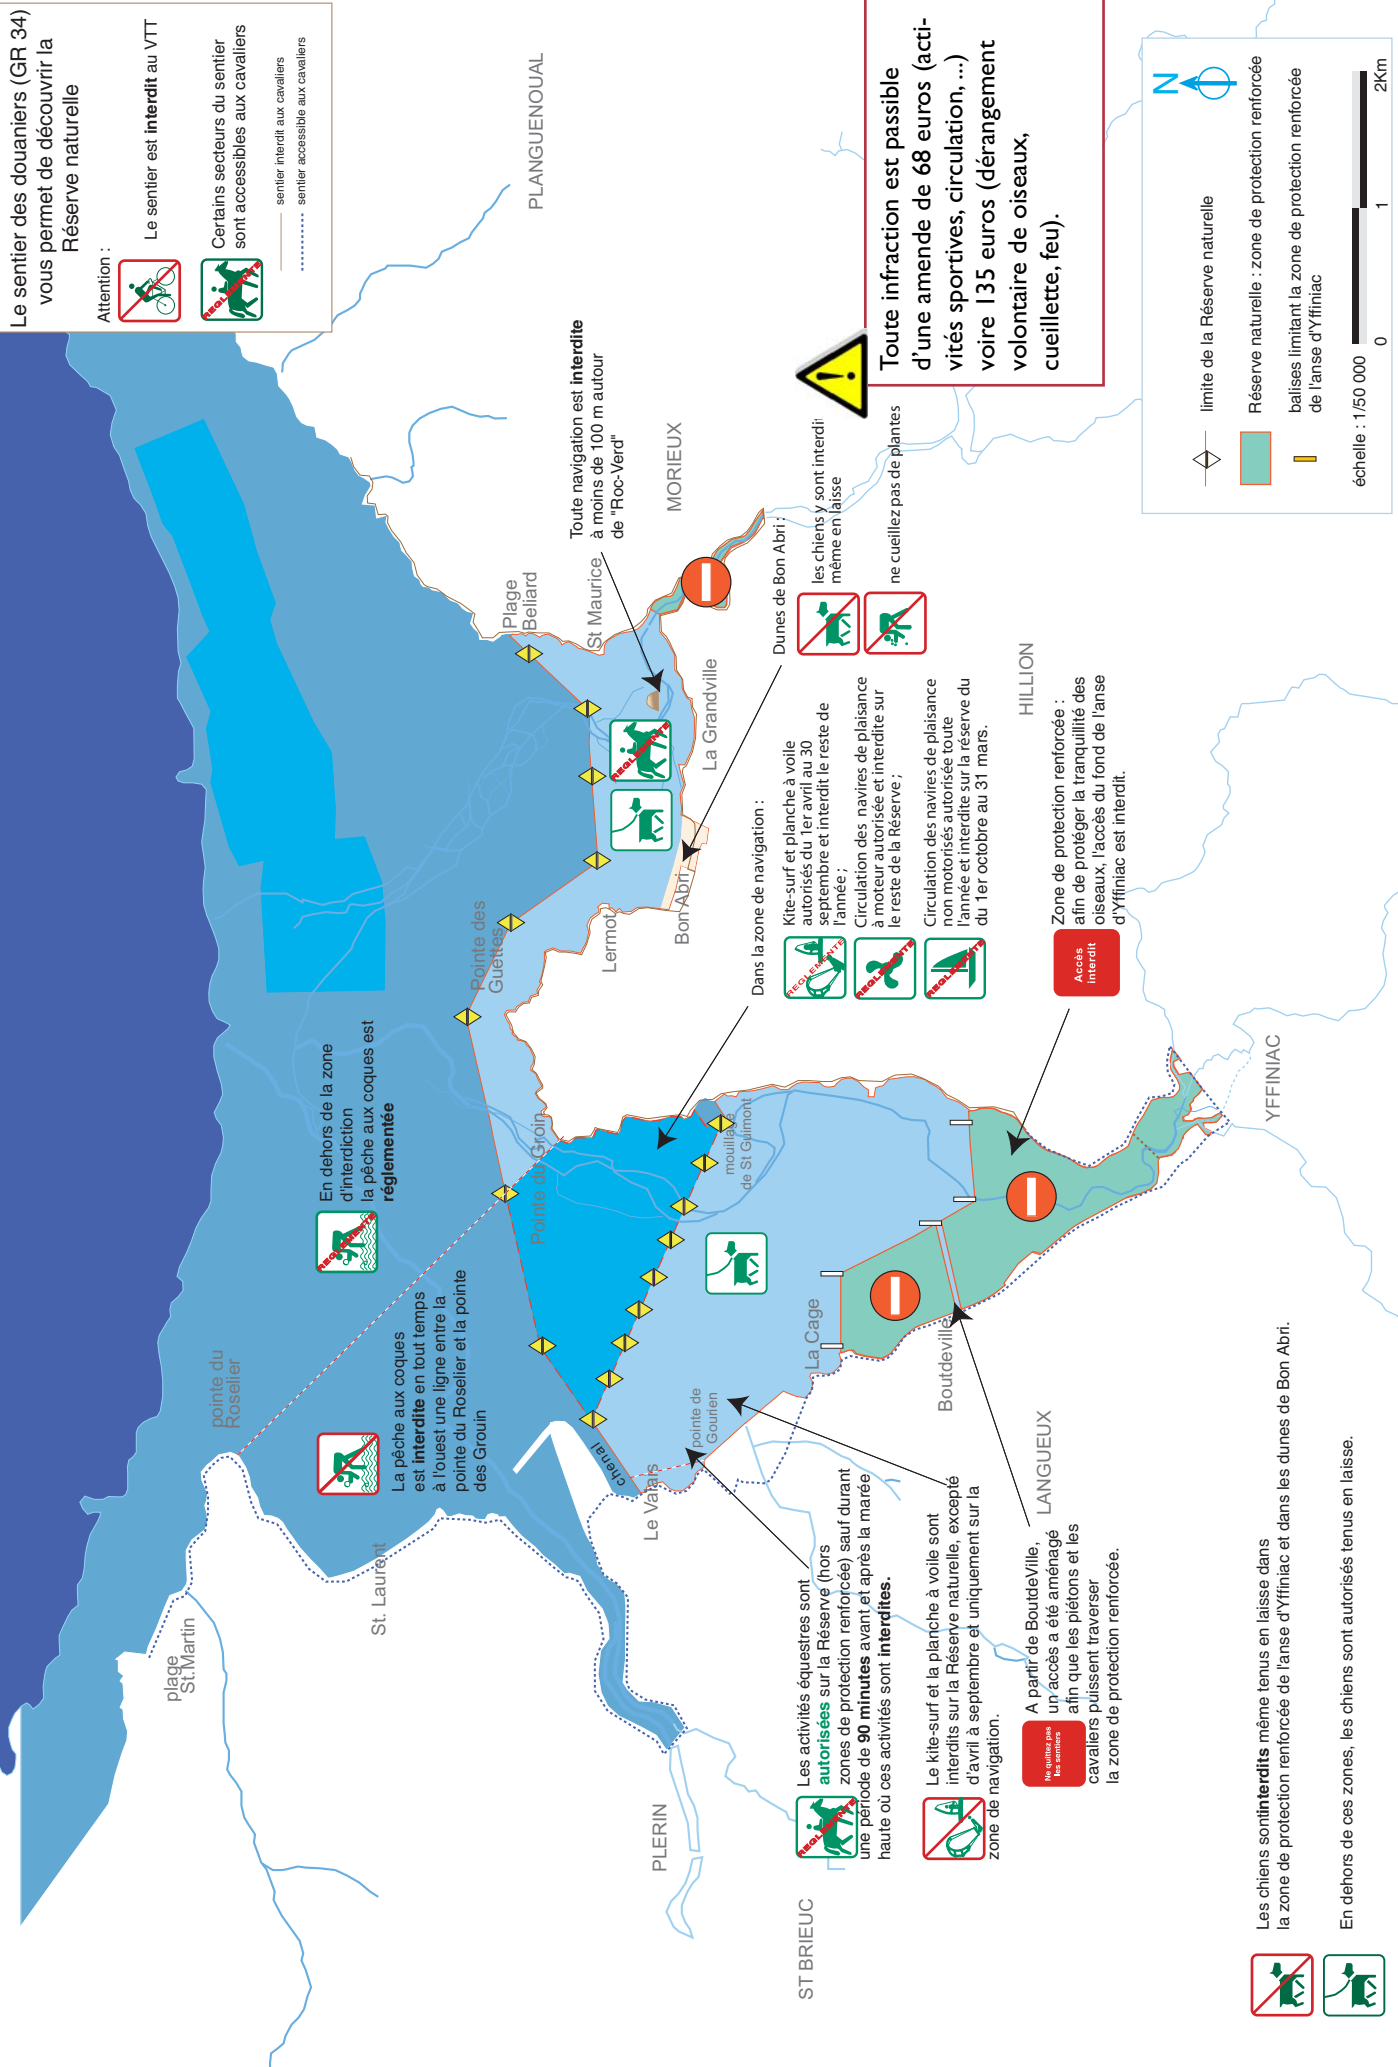 Le sentier des douaniers (GR 34)
vous permet de découvrir la
Réserve naturelle
Attention :
Le sentier est interdit au VTT
REGLEMENTE
Certains secteurs du sentier
sont accessibles aux cavaliers
sentier interdit aux cavaliers
sentier accessible aux cavaliers
PLANGUENOUAL
Toute infraction est passible
d'une amende de 68 euros (acti-
vités sportives, circulation, ...)
voire 135 euros (dérangement
volontaire de oiseaux,
cueillette, feu).
N
limite de la Réserve naturelle
Réserve naturelle : zone de protection renforcée
balises limitant la zone de protection renforcée
de l'anse d'Yffiniac
échelle : 1/50 000
0
1
2Km
Toute navigation est interdite
à moins de 100 m autour
de "Roc-Verd"
MORIEUX
Plage
Beliard
St Maurice
La Grandville
REGLEMENTE
Dunes de Bon Abri :
les chiens y sont interdi
même en laisse
ne cueillez pas de plantes
Pointe des
Guettes
Lermot
Bon Abri
Dans la zone de navigation :
REGLEMENTE
Kite-surf et planche à voile
autorisés du 1er avril au 30
septembre et interdit le reste de
l'année ;
REGLEMENTE
Circulation des navires de plaisance
à moteur autorisée et interdite sur
le reste de la Réserve ;
REGLEMENTE
Circulation des navires de plaisance
non motorisés autorisée toute
l'année et interdite sur la réserve du
du 1er octobre au 31 mars.
HILLION
Accès
interdit
Zone de protection renforcée :
afin de protéger la tranquilité des
oiseaux, l'accès du fond de l'anse
d'Yffiniac est interdit.
YFFINIAC
REGLEMENTE
En dehors de la zone
d'interdiction
la pêche aux coques est
réglementée
La pêche aux coques
est interdite en tout temps
à l'ouest une ligne entre la
pointe du Roselier et la pointe
des Grouin
pointe du
Roselier
Pointe du Groin
mouillage
de St Guimont
La Cage
Boutdeville
pointe de
Gourien
chenal
Le Valais
St. Laurent
plage
St.Martin
PLERIN
ST BRIEUC
LANGUEUX
REGLEMENTE
Les activités équestres sont
autorisées sur la Réserve (hors
zones de protection renforcée) sauf durant
une période de 90 minutes avant et après la marée
haute où ces activités sont interdites.
Le kite-surf et la planche à voile sont
interdits sur la Réserve naturelle, excepté
d'avril à septembre et uniquement sur la
zone de navigation.
Ne quittez pas
les sentiers
A partir de BoutdeVille,
un accès a été aménagé
afin que les piétons et les
cavaliers puissent traverser
la zone de protection renforcée.
Les chiens sontinterdits même tenus en laisse dans
la zone de protection renforcée de l'anse d'Yffiniac et dans les dunes de Bon Abri.
En dehors de ces zones, les chiens sont autorisés tenus en laisse.